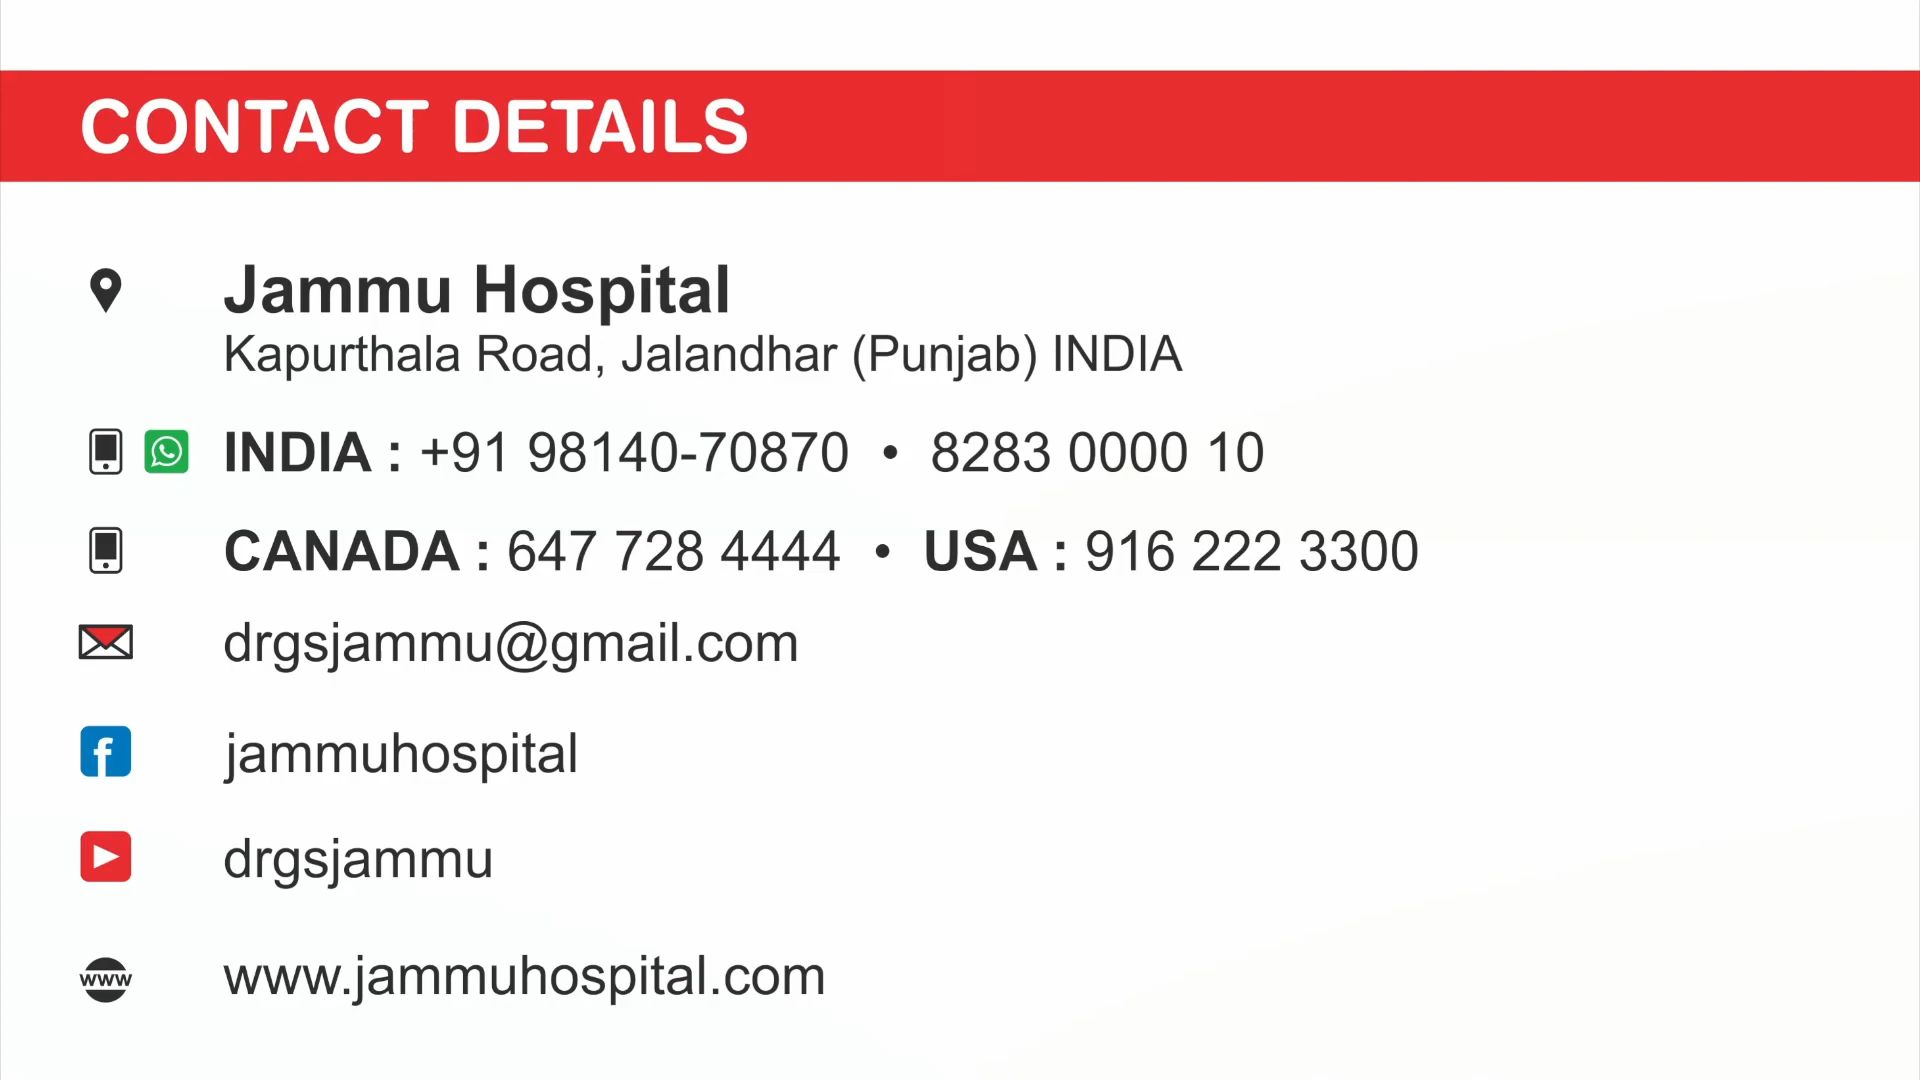 CONTACT DETAILS
Jammu Hospital
Kapurthala Road, Jalandhar (Punjab) INDIA
INDIA : +91 98140-70870 • 8283 0000 10
CANADA : 647 728 4444 • USA : 916 222 3300
drgsjammu@gmail.com
f jammuhospital
drgsjammu
www www.jammuhospital.com